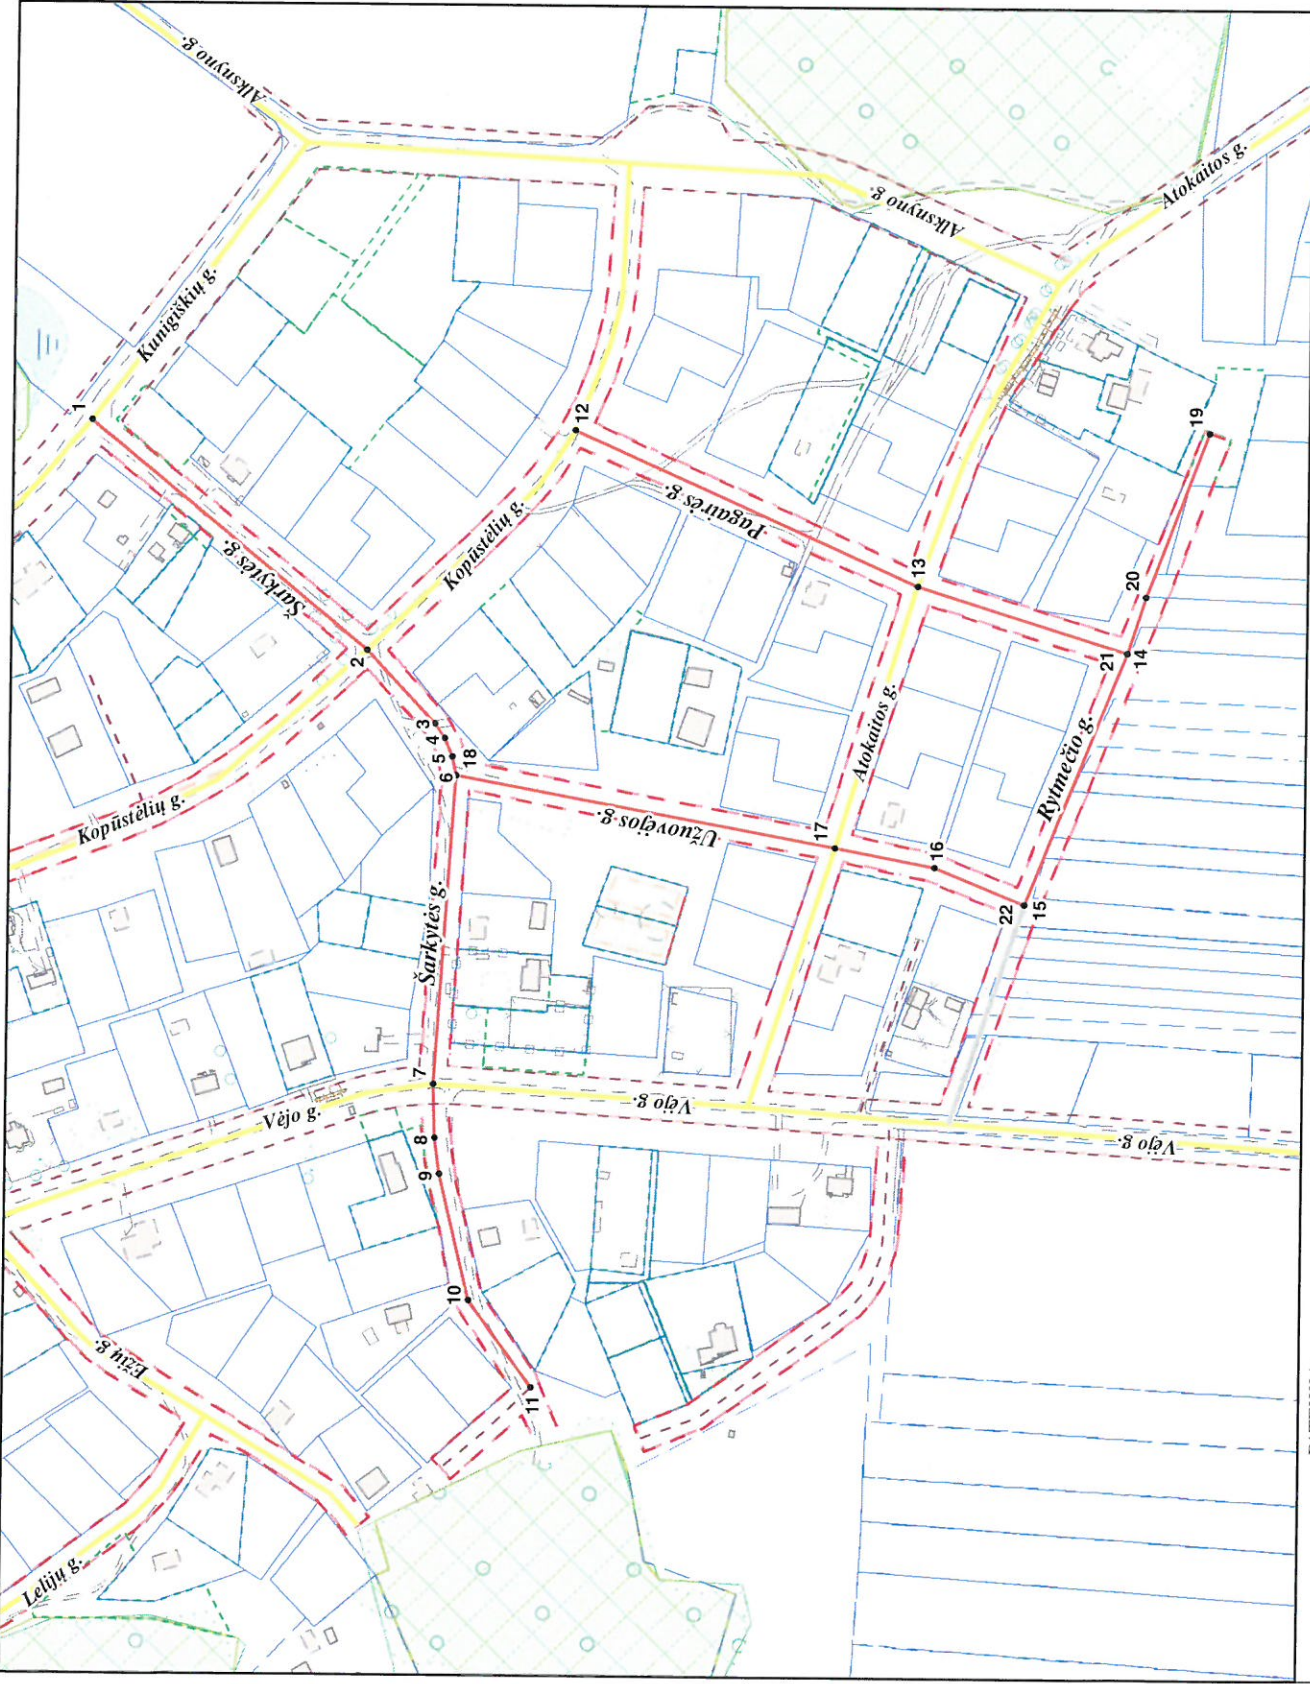 Alksnyno g.
Kunigiškių g.
1
Šarkytės g.
12
Kopūstėlių g.
2
Pagairės g.
Alksnyno g.
Atokaitos g.
19
13
20
21
14
3
4
5
18
6
Kopūstėlių g.
Užuovėjos g.
Atokaitos g.
Rytmečio g.
17
16
22
15
Šarkytės g.
7
Vėjo g.
Vėjo g
Vėjo g.
8
9
10
11
Ežių g.
Lelijų g.